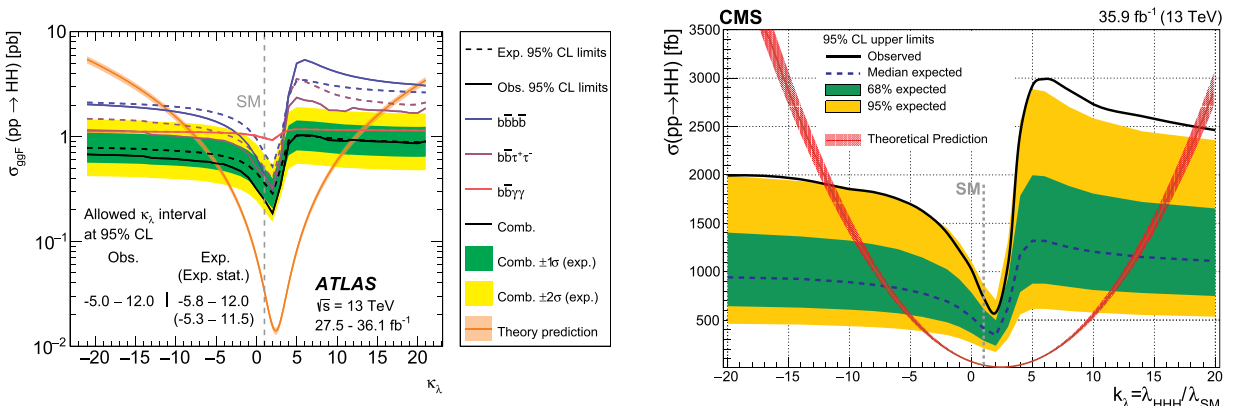 σggF (pp → HH) [pb]
10
1
10⁻¹
10⁻²
SM
Allowed κλ interval
at 95% CL
Obs. Exp.
(Exp. stat.)
-5.0 – 12.0 -5.8 – 12.0
(-5.3 – 11.5)
ATLAS
√s = 13 TeV
27.5 - 36.1 fb⁻¹
−20 −15 −10 −5 0 5 10 15 20
κλ
Exp. 95% CL limits
Obs. 95% CL limits
bb̅bb̅
bb̅τ⁺τ⁻
bb̅γγ
Comb.
Comb. ±1σ (exp.)
Comb. ±2σ (exp.)
Theory prediction
CMS 35.9 fb⁻¹ (13 TeV)
σ(pp→HH) [fb]
3500
3000
2500
2000
1500
1000
500
95% CL upper limits
Observed
Median expected
68% expected
95% expected
Theoretical Prediction
SM
−20 −15 −10 −5 0 5 10 15 20
kλ=λHHH/λSM